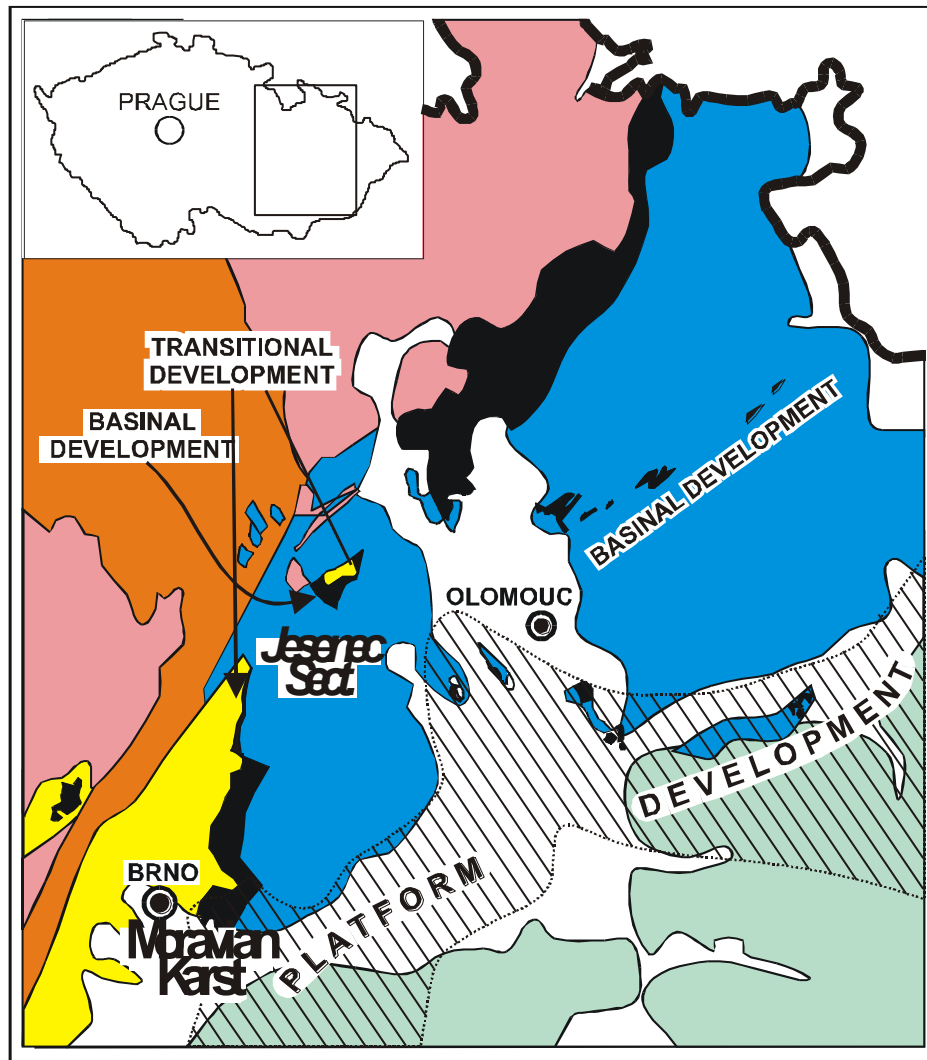 PRAGUE
TRANSITIONAL
DEVELOPMENT
BASINAL
DEVELOPMENT
BASINAL DEVELOPMENT
OLOMOUC
Jesenec
Sect.
DEVELOPMENT
PLATFORM
BRNO
Moravian
Karst